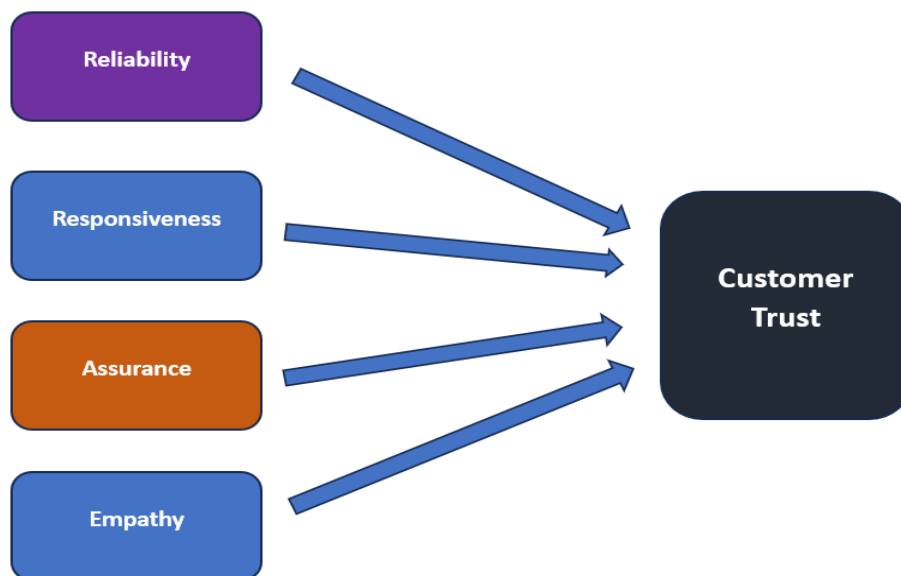 Reliability
Responsiveness
Customer
Trust
Assurance
Empathy